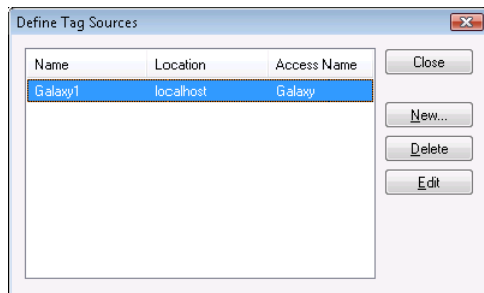 Define Tag Sources
Name Location Access Name
Galaxy1 localhost Galaxy
Close
New...
Delete
Edit